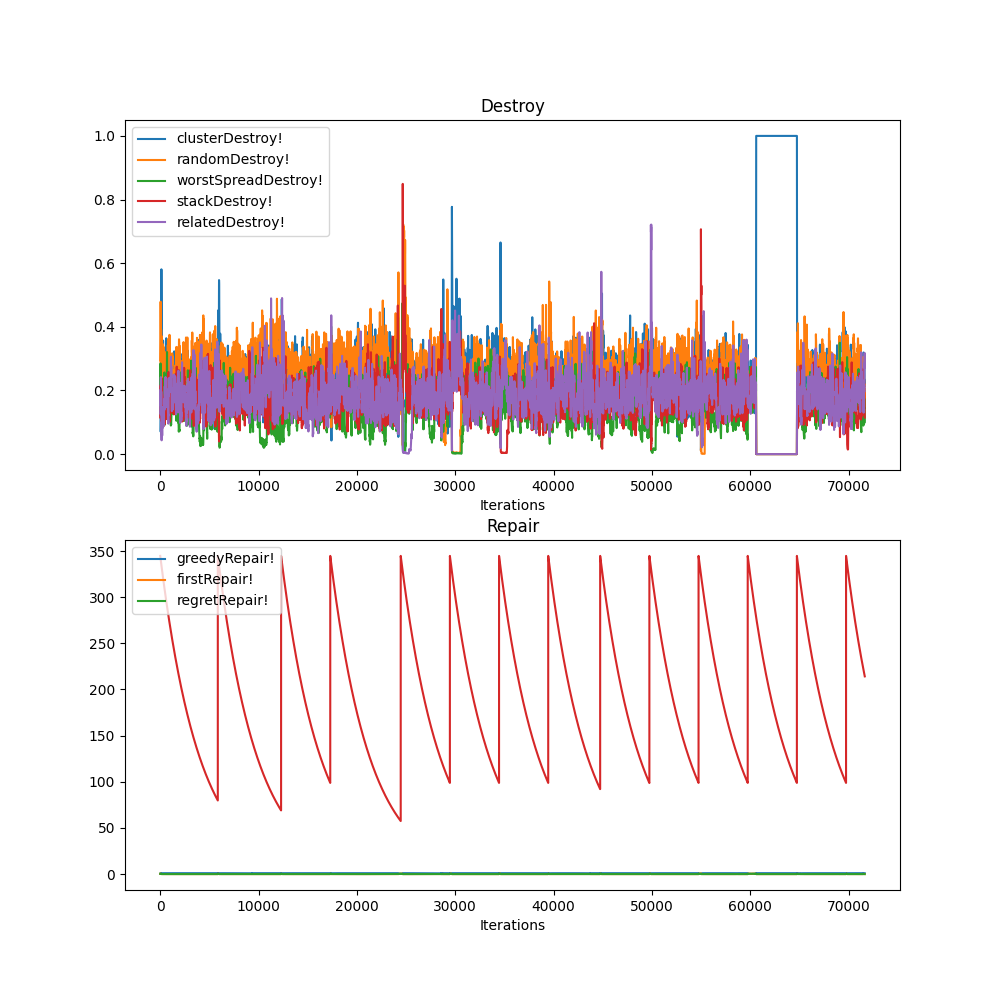 Destroy
1.0
0.8
0.6
0.4
0.2
0.0
clusterDestroy!
randomDestroy!
worstSpreadDestroy!
stackDestroy!
relatedDestroy!
0 10000 20000 30000 40000 50000 60000 70000
Iterations
Repair
350
300
250
200
150
100
50
0
greedyRepair!
firstRepair!
regretRepair!
0 10000 20000 30000 40000 50000 60000 70000
Iterations